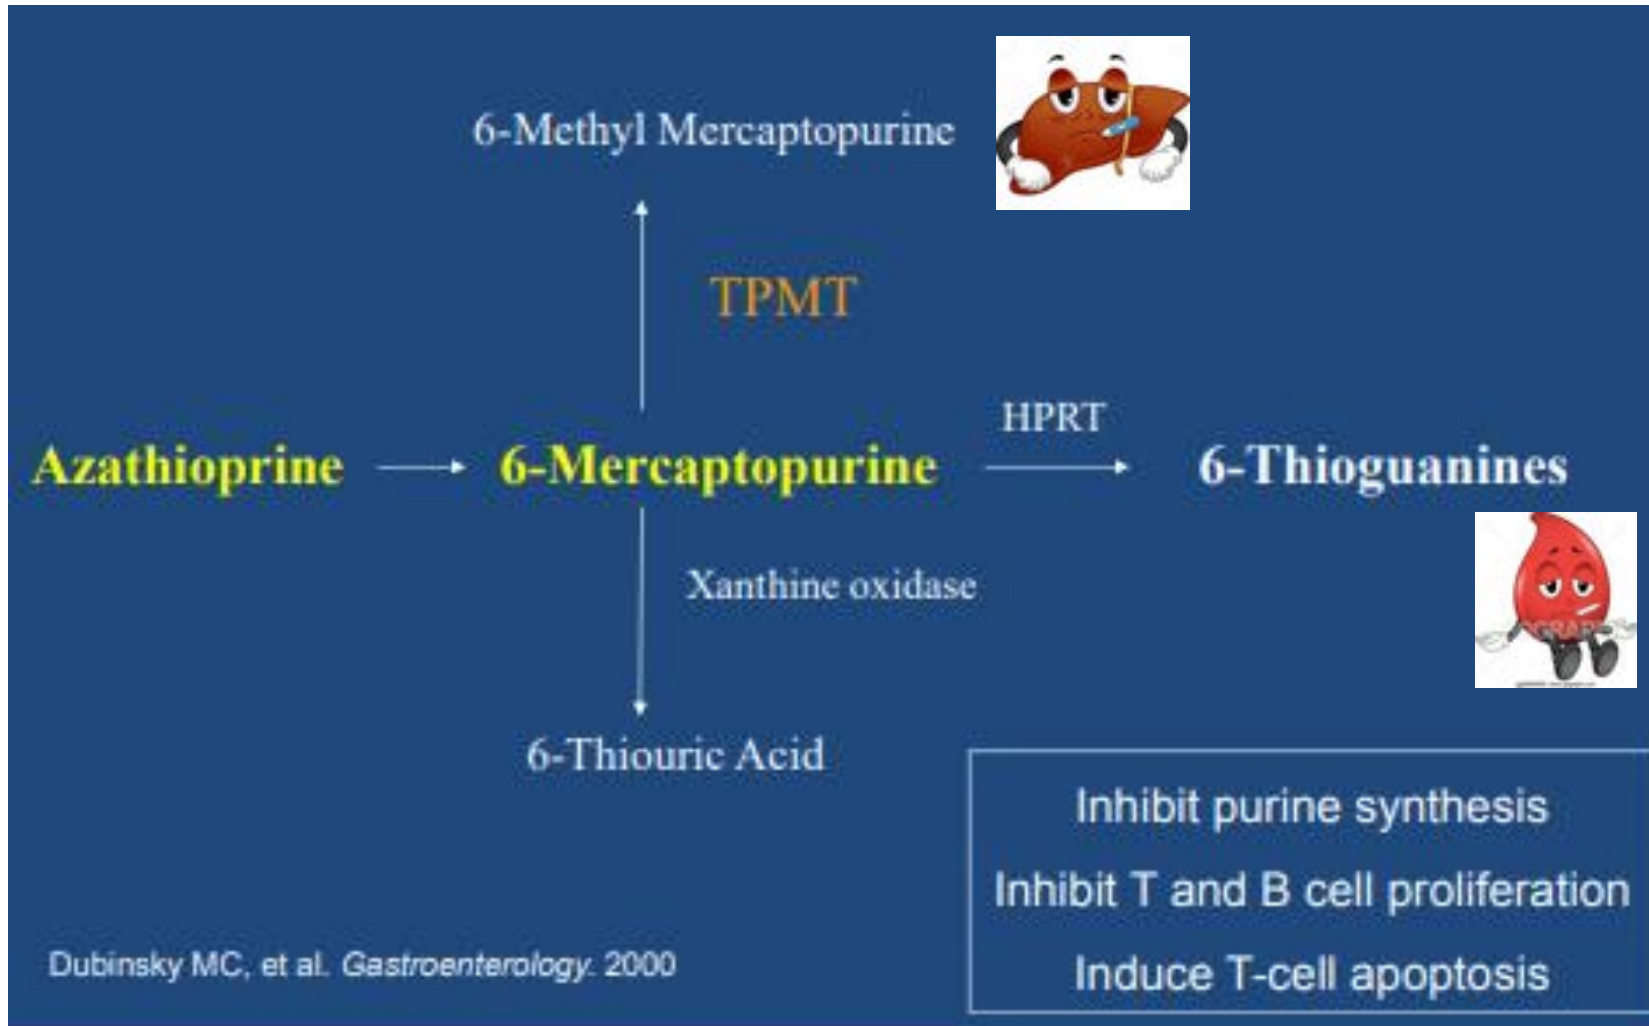 6-Methyl Mercaptopurine
TPMT
HPRT
Azathioprine
6-Mercaptopurine
6-Thioguanines
Xanthine oxidase
6-Thiouric Acid
Inhibit purine synthesis
Inhibit T and B cell proliferation
Induce T-cell apoptosis
Dubinsky MC, et al. Gastroenterology. 2000